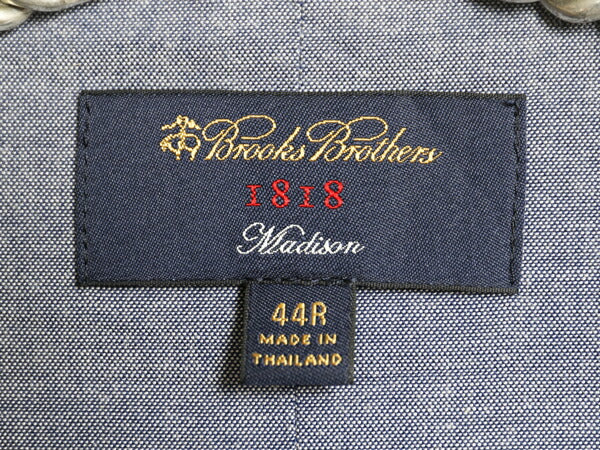 Brooks Brothers
1818
Madison
44R
MADE IN
THAILAND